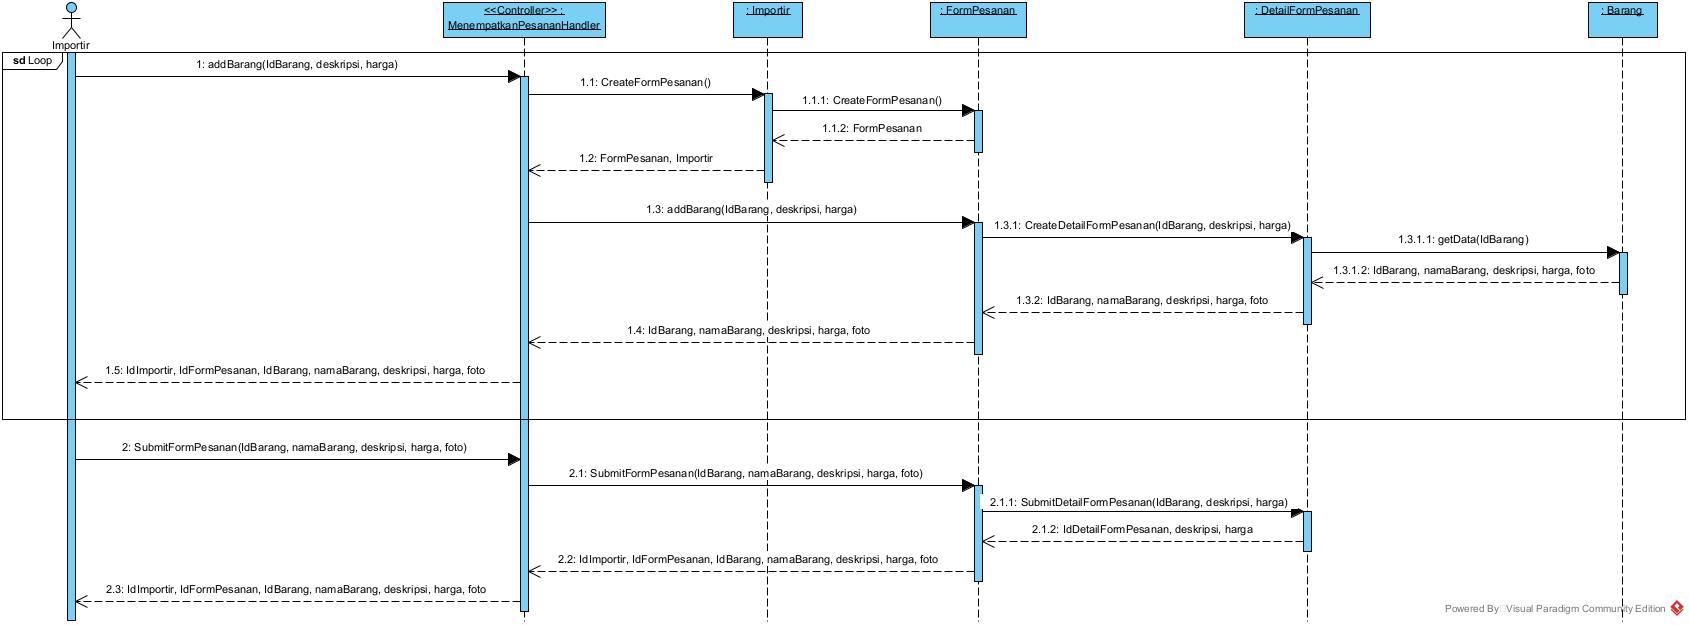 <<Controller>> :
MenempatkanPesananHandler
: Importir
: FormPesanan
: DetailFormPesanan
: Barang
Importir
sd Loop
1: addBarang(IdBarang, deskripsi, harga)
1.1: CreateFormPesanan()
1.1.1: CreateFormPesanan()
1.1.2: FormPesanan
1.2: FormPesanan, Importir
1.3: addBarang(IdBarang, deskripsi, harga)
1.3.1: CreateDetailFormPesanan(IdBarang, deskripsi, harga)
1.3.1.1: getData(IdBarang)
1.3.1.2: IdBarang, namaBarang, deskripsi, harga, foto
1.3.2: IdBarang, namaBarang, deskripsi, harga, foto
1.4: IdBarang, namaBarang, deskripsi, harga, foto
1.5: IdImportir, IdFormPesanan, IdBarang, namaBarang, deskripsi, harga, foto
2: SubmitFormPesanan(IdBarang, namaBarang, deskripsi, harga, foto)
2.1: SubmitFormPesanan(IdBarang, namaBarang, deskripsi, harga, foto)
2.1.1: SubmitDetailFormPesanan(IdBarang, deskripsi, harga)
2.1.2: IdDetailFormPesanan, deskripsi, harga
2.2: IdImportir, IdFormPesanan, IdBarang, namaBarang, deskripsi, harga, foto
2.3: IdImportir, IdFormPesanan, IdBarang, namaBarang, deskripsi, harga, foto
Powered By Visual Paradigm Community Edition